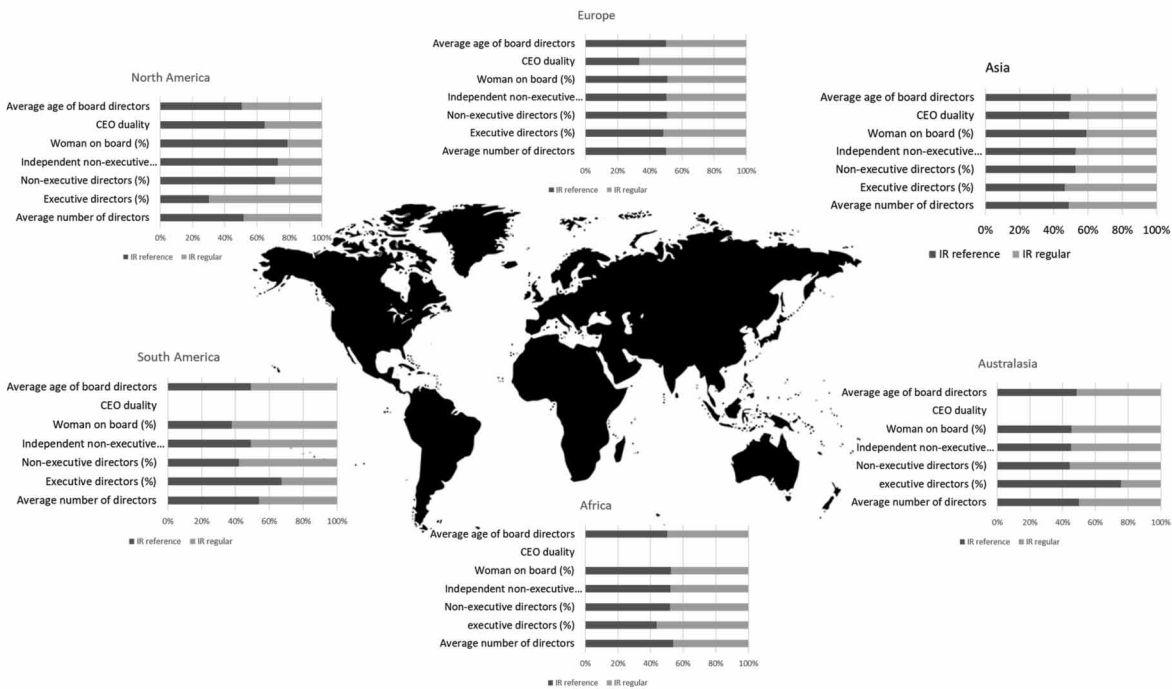 Europe
Average age of board directors
CEO duality
Woman on board (%)
Independent non-executive…
Non-executive directors (%)
Executive directors (%)
Average number of directors
0% 20% 40% 60% 80% 100%
IR reference IR regular
North America
Average age of board directors
CEO duality
Woman on board (%)
Independent non-executive…
Non-executive directors (%)
Executive directors (%)
Average number of directors
0% 20% 40% 60% 80% 100%
IR reference IR regular
Asia
Average age of board directors
CEO duality
Woman on board (%)
Independent non-executive…
Non-executive directors (%)
Executive directors (%)
Average number of directors
0% 20% 40% 60% 80% 100%
IR reference IR regular
South America
Average age of board directors
CEO duality
Woman on board (%)
Independent non-executive…
Non-executive directors (%)
Executive directors (%)
Average number of directors
0% 20% 40% 60% 80% 100%
IR reference IR regular
Australasia
Average age of board directors
CEO duality
Woman on board (%)
Independent non-executive…
Non-executive directors (%)
executive directors (%)
Average number of directors
0% 20% 40% 60% 80% 100%
IR reference IR regular
Africa
Average age of board directors
CEO duality
Woman on board (%)
Independent non-executive…
Non-executive directors (%)
executive directors (%)
Average number of directors
0% 20% 40% 60% 80% 100%
IR reference IR regular